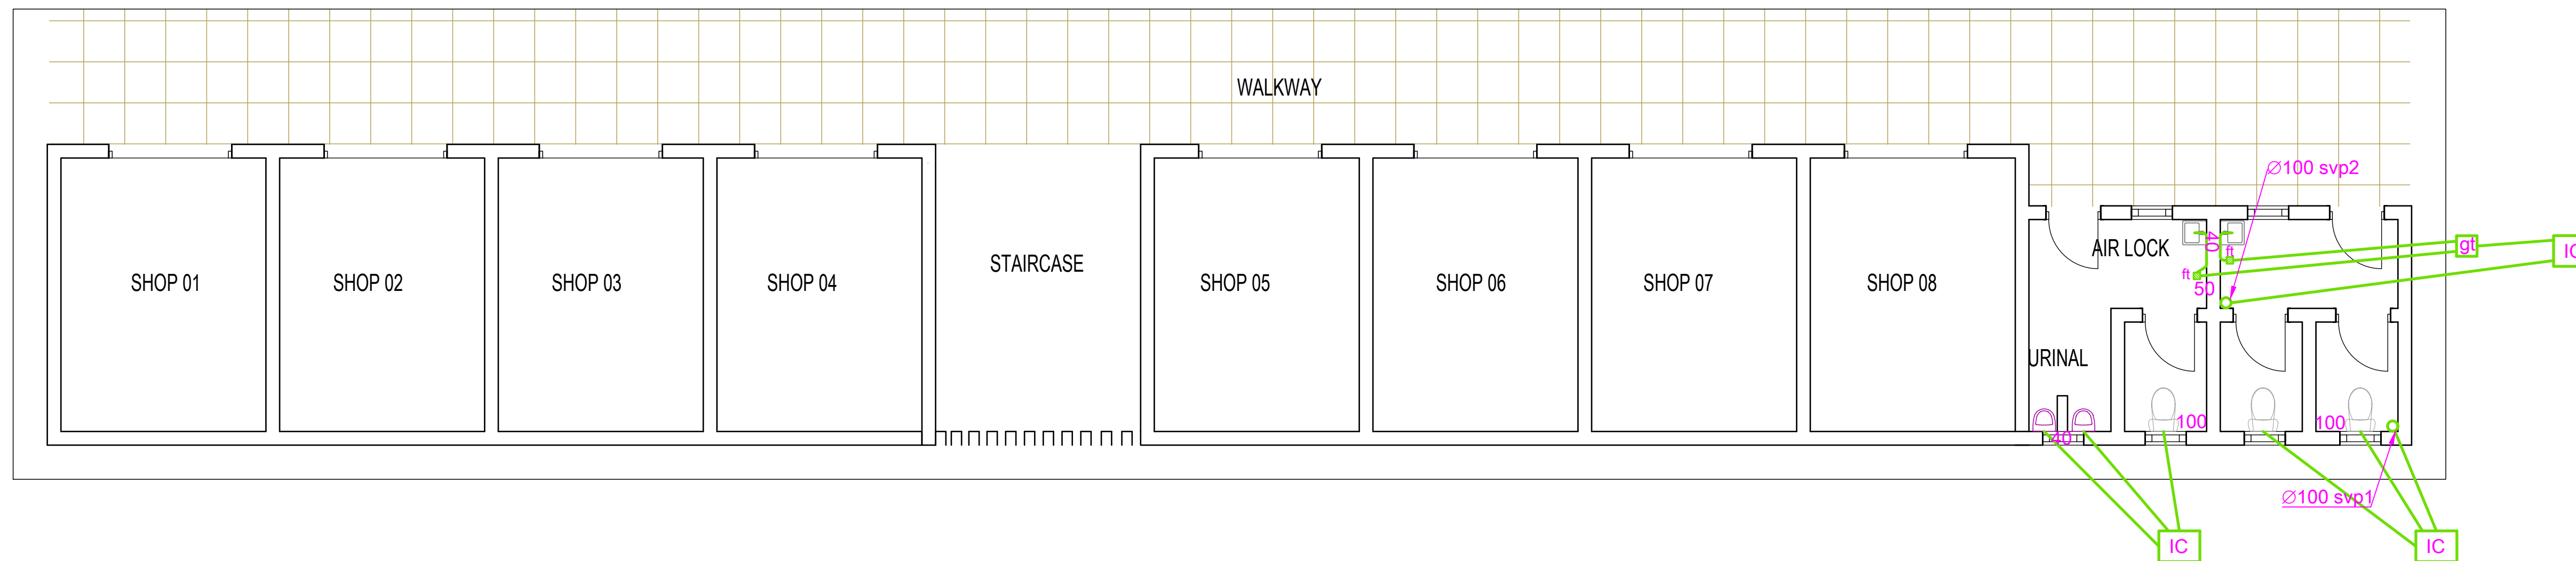 WALKWAY
Ø100 svp2
SHOP 01
SHOP 02
SHOP 03
SHOP 04
STAIRCASE
SHOP 05
SHOP 06
SHOP 07
SHOP 08
AIR LOCK
40
ft
ft
50
gt
IC
URINAL
40
100
100
Ø100 svp1
IC
IC